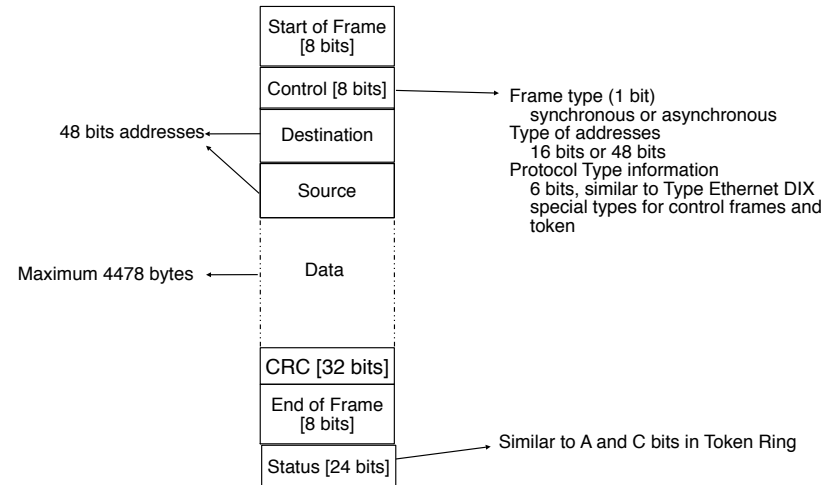 Start of Frame
[8 bits]
Control [8 bits]
Frame type (1 bit)
synchronous or asynchronous
Type of addresses
16 bits or 48 bits
Protocol Type information
6 bits, similar to Type Ethernet DIX
special types for control frames and
token
48 bits addresses
Destination
Source
Maximum 4478 bytes
Data
CRC [32 bits]
End of Frame
[8 bits]
Status [24 bits]
Similar to A and C bits in Token Ring